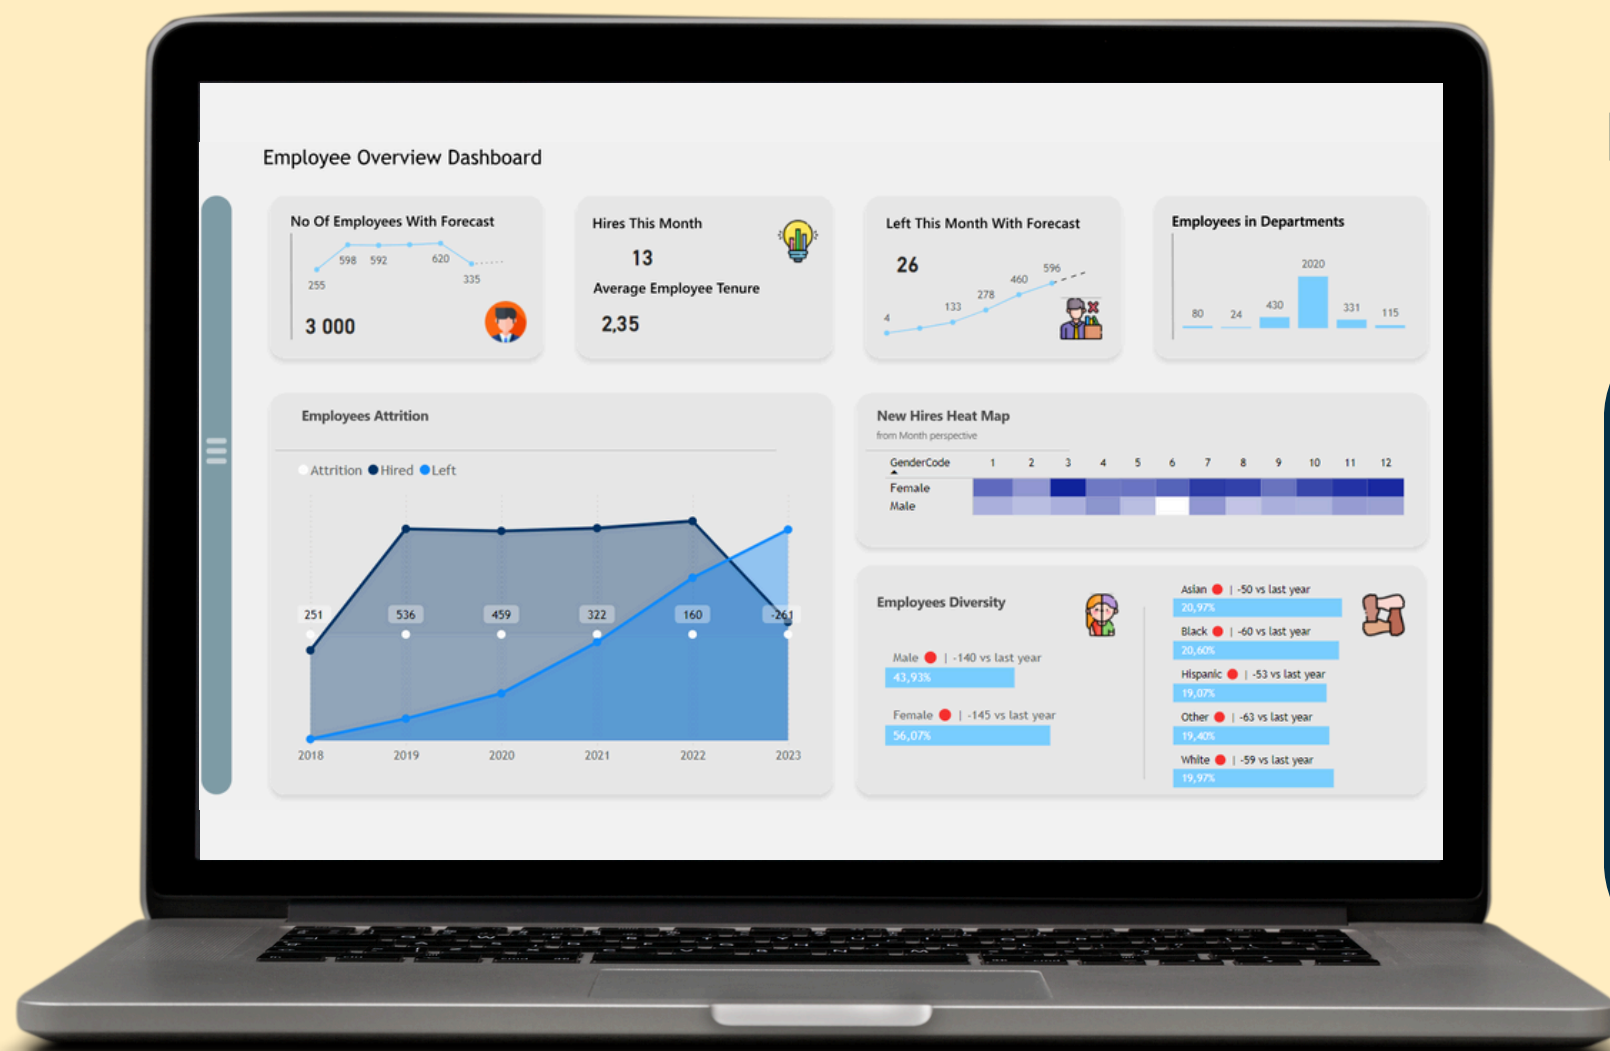 Employee Overview Dashboard
No Of Employees With Forecast
598 592 620
255 335
3 000
Hires This Month
13
Average Employee Tenure
2,35
Left This Month With Forecast
26
4 133 278 460 596
Employees in Departments
80 24 430 2020 331 115
Employees Attrition
Attrition Hired Left
251 536 459 322 160 -261
2018 2019 2020 2021 2022 2023
New Hires Heat Map
from Month perspective
GenderCode 1 2 3 4 5 6 7 8 9 10 11 12
Female
Male
Employees Diversity
Male | -140 vs last year
43,93%
Female | -145 vs last year
56,07%
Asian | -50 vs last year
20,97%
Black | -60 vs last year
20,60%
Hispanic | -53 vs last year
19,07%
Other | -63 vs last year
19,40%
White | -59 vs last year
19,97%